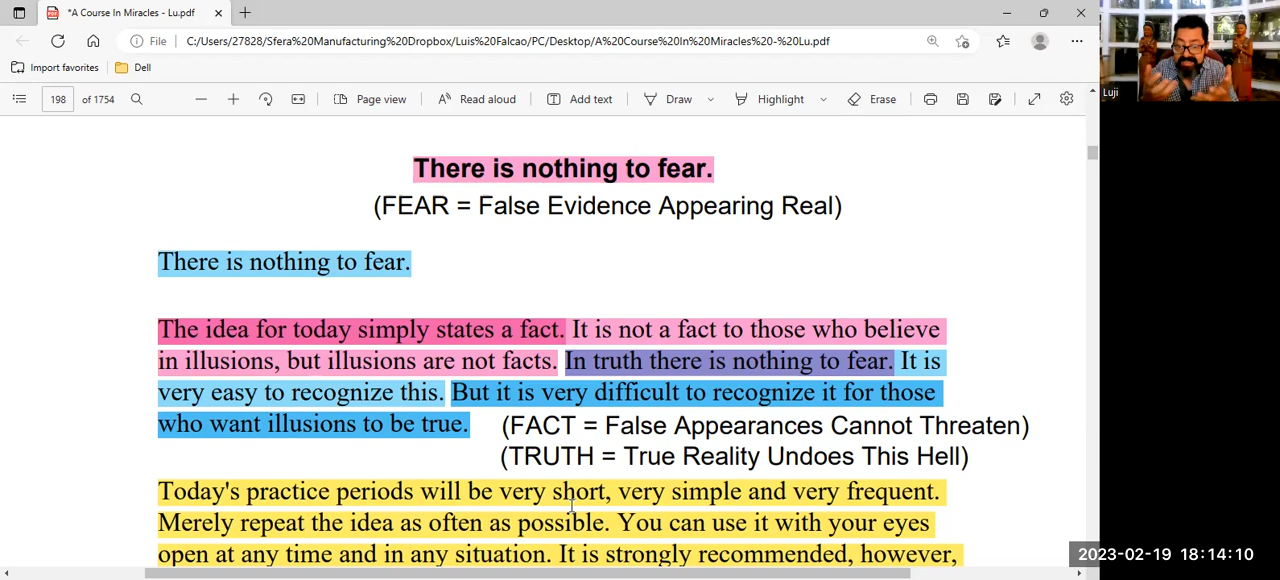 *A Course In Miracles - Lu.pdf
File
C:/Users/27828/Sfera%20Manufacturing%20Dropbox/Luis%20Falcao/PC/Desktop/A%20Course%20In%20Miracles%20-%20Lu.pdf
Import favorites
Dell
198 of 1754
Page view
Read aloud
Add text
Draw
Highlight
Erase
Luji
There is nothing to fear.
(FEAR = False Evidence Appearing Real)
There is nothing to fear.
The idea for today simply states a fact. It is not a fact to those who believe
in illusions, but illusions are not facts. In truth there is nothing to fear. It is
very easy to recognize this. But it is very difficult to recognize it for those
who want illusions to be true. (FACT = False Appearances Cannot Threaten)
(TRUTH = True Reality Undoes This Hell)
Today's practice periods will be very short, very simple and very frequent.
Merely repeat the idea as often as possible. You can use it with your eyes
open at any time and in any situation. It is strongly recommended, however,
2023-02-19 18:14:10